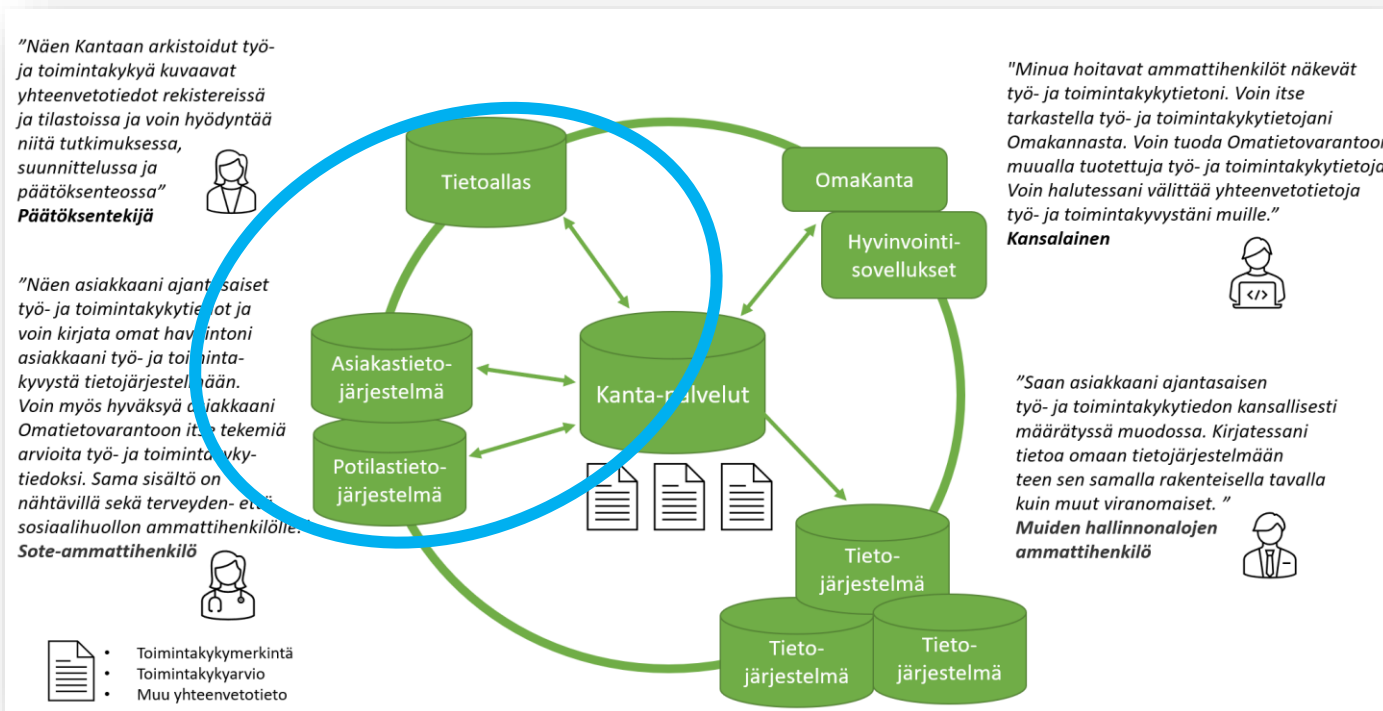 ”Näen Kantaan arkistoidut työ-
ja toimintakykyä kuvaavat
yhteenvetotiedot rekistereissä
ja tilastoissa ja voin hyödyntää
niitä tutkimuksessa,
suunnittelussa ja
päätöksenteossa”
Päätöksentekijä
”Näen asiakkaani ajantasaiset
työ- ja toimintakykytiedot ja
voin kirjata omat havaintoni
asiakkaani työ- ja toiminta-
kyvystä tietojärjestelmään.
Voin myös hyväksyä asiakkaani
Omatietovarantoon itse tekemiä
arvioita työ- ja toimintakyky-
tiedoksi. Sama sisältö on
nähtävillä sekä terveyden- että
sosiaalihuollon ammattihenkilölle.
Sote-ammattihenkilö
Toimintakykymerkintä
Toimintakykyarvio
Muu yhteenvetotieto
Tietoallas
Asiakastieto-
järjestelmä
Potilastieto-
järjestelmä
Kanta-palvelut
OmaKanta
Hyvinvointi-
sovellukset
Tieto-
järjestelmä
Tieto-
järjestelmä
Tieto-
järjestelmä
"Minua hoitavat ammattihenkilöt näkevät
työ- ja toimintakykytietoni. Voin itse
tarkastella työ- ja toimintakykytietojani
Omakannasta. Voin tuoda Omatietovarantoon
muualla tuotettuja työ- ja toimintakykytietoja
Voin halutessani välittää yhteenvetotietoja
työ- ja toimintakyvystäni muille.”
Kansalainen
</> 
”Saan asiakkaani ajantasaisen
työ- ja toimintakykytiedon kansallisesti
määrätyssä muodossa. Kirjatessani
tietoa omaan tietojärjestelmään
teen sen samalla rakenteisella tavalla
kuin muut viranomaiset. ”
Muiden hallinnonalojen
ammattihenkilö